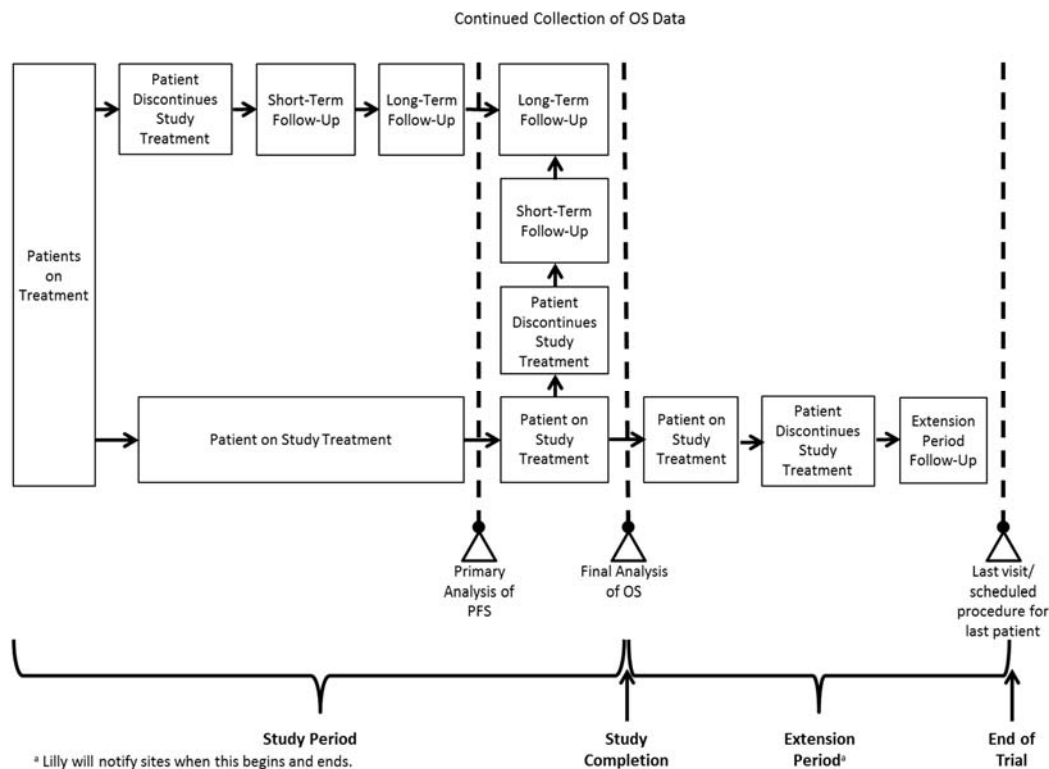 Continued Collection of OS Data
Patients
on
Treatment
Patient
Discontinues
Study
Treatment
Short-Term
Follow-Up
Long-Term
Follow-Up
Long-Term
Follow-Up
Short-Term
Follow-Up
Patient
Discontinues
Study
Treatment
Patient on Study Treatment
Patient on
Study
Treatment
Patient on
Study
Treatment
Patient
Discontinues
Study
Treatment
Extension
Period
Follow-Up
Primary
Analysis of
PFS
Final Analysis
of OS
Last visit/
scheduled
procedure for
last patient
Study Period
Study
Completion
Extension
Periodᵃ
End of
Trial
ᵃ Lilly will notify sites when this begins and ends.